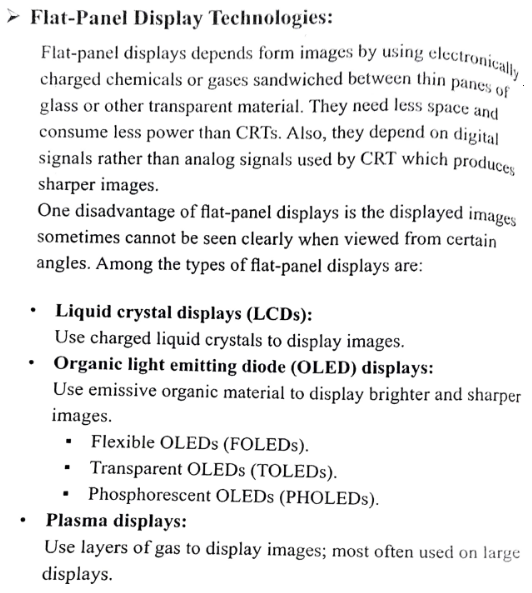 ➢ Flat-Panel Display Technologies:
Flat-panel displays depends form images by using electronically
charged chemicals or gases sandwiched between thin panes of
glass or other transparent material. They need less space and
consume less power than CRTs. Also, they depend on digital
signals rather than analog signals used by CRT which produces
sharper images.
One disadvantage of flat-panel displays is the displayed images
sometimes cannot be seen clearly when viewed from certain
angles. Among the types of flat-panel displays are:
• Liquid crystal displays (LCDs):
Use charged liquid crystals to display images.
• Organic light emitting diode (OLED) displays:
Use emissive organic material to display brighter and sharper
images.
▪ Flexible OLEDs (FOLEDs).
▪ Transparent OLEDs (TOLEDs).
▪ Phosphorescent OLEDs (PHOLEDs).
• Plasma displays:
Use layers of gas to display images; most often used on large
displays.